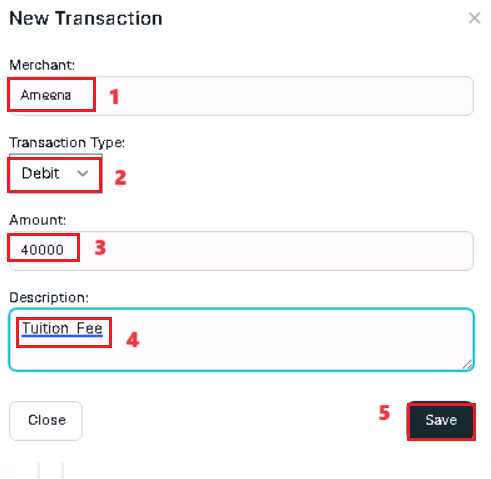 New Transaction
Merchant:
Ameena 1
Transaction Type:
Debit 2
Amount:
40000 3
Description:
Tuition Fee 4
Close 5 Save